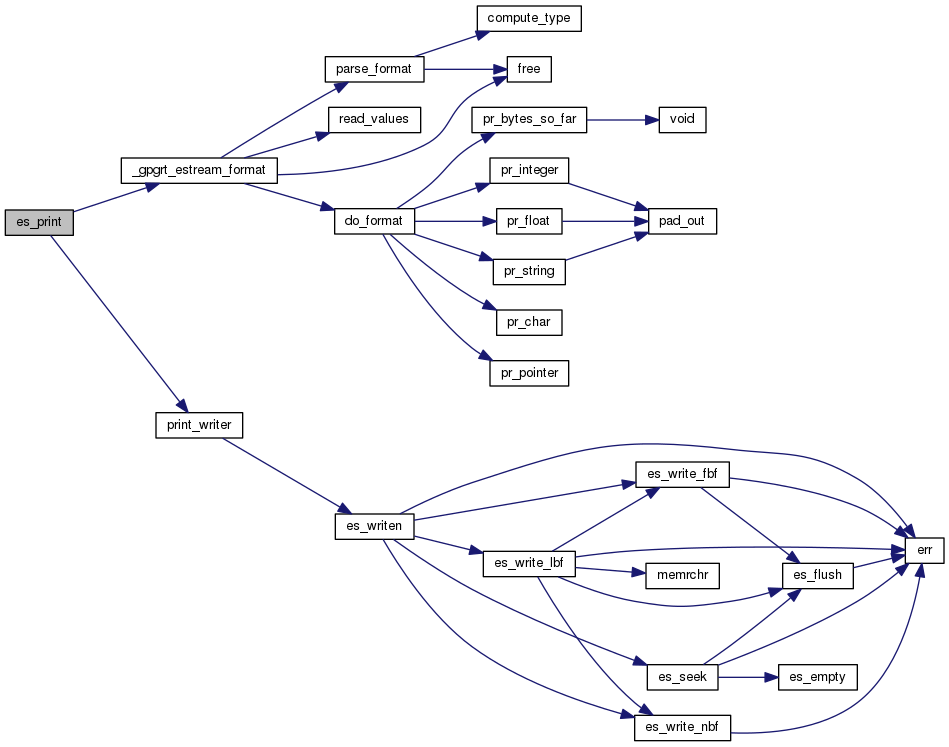 compute_type
parse_format
free
read_values
pr_bytes_so_far
void
_gpgrt_estream_format
pr_integer
es_print
do_format
pr_float
pad_out
pr_string
pr_char
pr_pointer
print_writer
es_write_fbf
es_writen
err
es_write_lbf
memrchr
es_flush
es_seek
es_empty
es_write_nbf